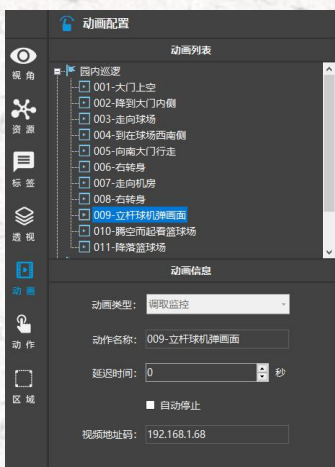 动画配置
动画列表
视 角
资 源
标 签
透 视
动 画
动 作
区 域
园内巡逻
001-大门上空
002-降到大门内侧
003-走向球场
004-到在球场西南侧
005-向南大门行走
006-右转身
007-走向机房
008-右转身
009-立杆球机弹画面
010-腾空而起看篮球场
011-降落篮球场
动画信息
动画类型: 调取监控
动作名称: 009-立杆球机弹画面
延迟时间: 0 秒
自动停止
视频地址码: 192.168.1.68